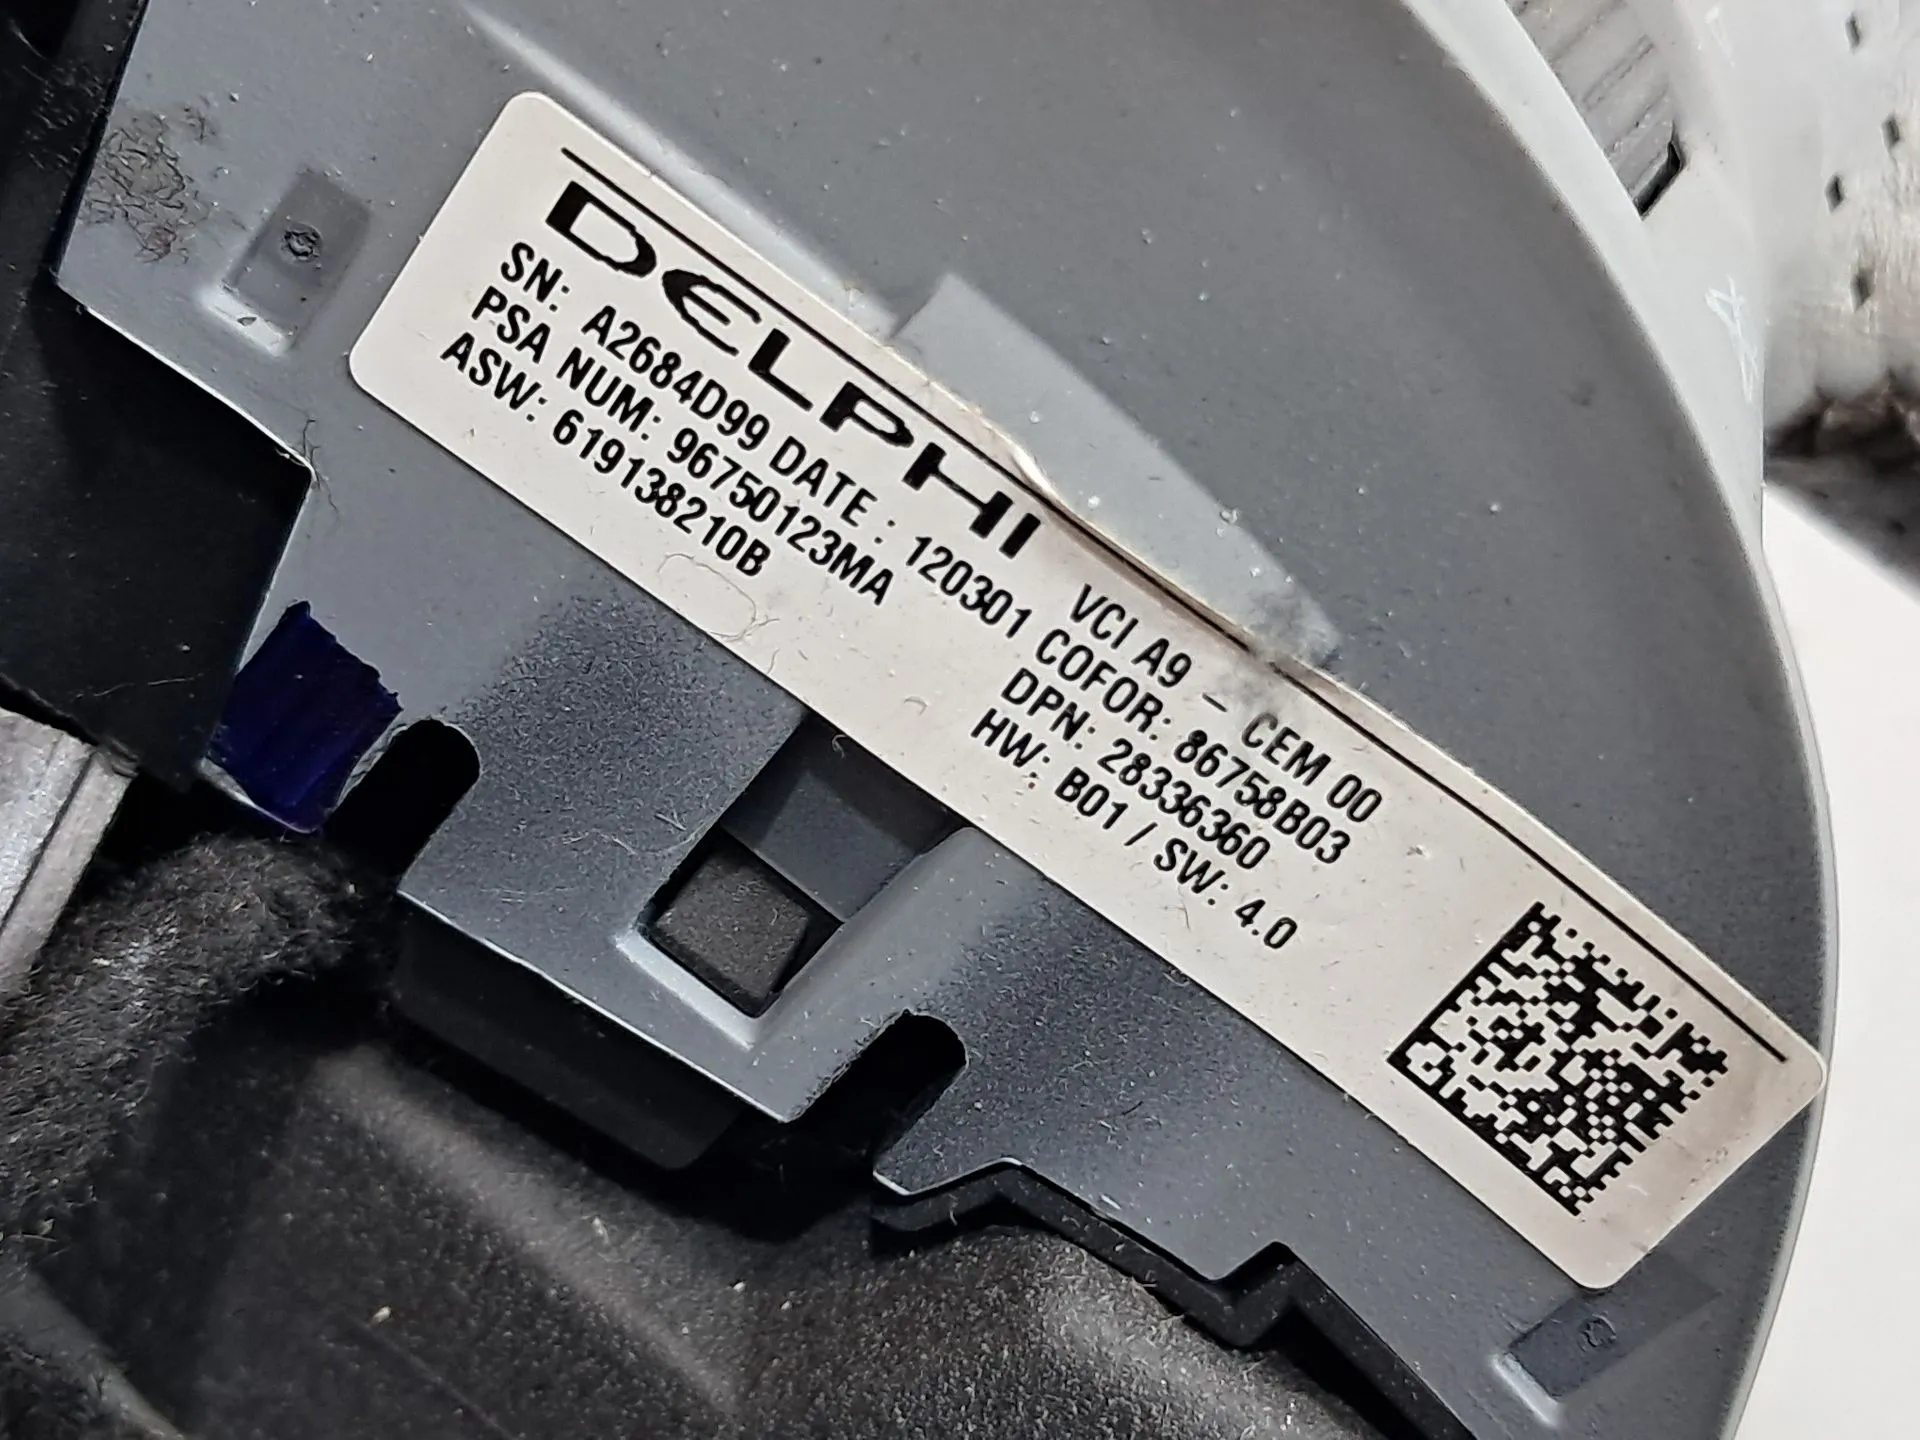 DELPHI VCI A9 – CEM 00
SN: A2684D99 DATE : 120301 COFOR: 86758B03
PSA NUM: 96750123MA DPN: 28336360
ASW: 619138210B HW: B01 / SW: 4.0